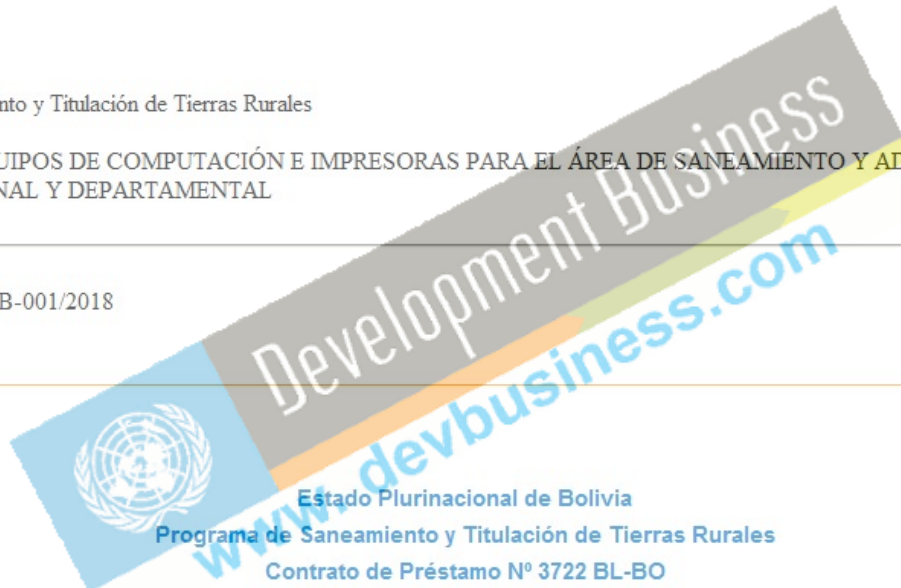 nto y Titulación de Tierras Rurales
UIPOS DE COMPUTACIÓN E IMPRESORAS PARA EL ÁREA DE SANEAMIENTO Y AD
NAL Y DEPARTAMENTAL
B-001/2018
Development Business
www.devbusiness.com
Estado Plurinacional de Bolivia
Programa de Saneamiento y Titulación de Tierras Rurales
Contrato de Préstamo Nº 3722 BL-BO